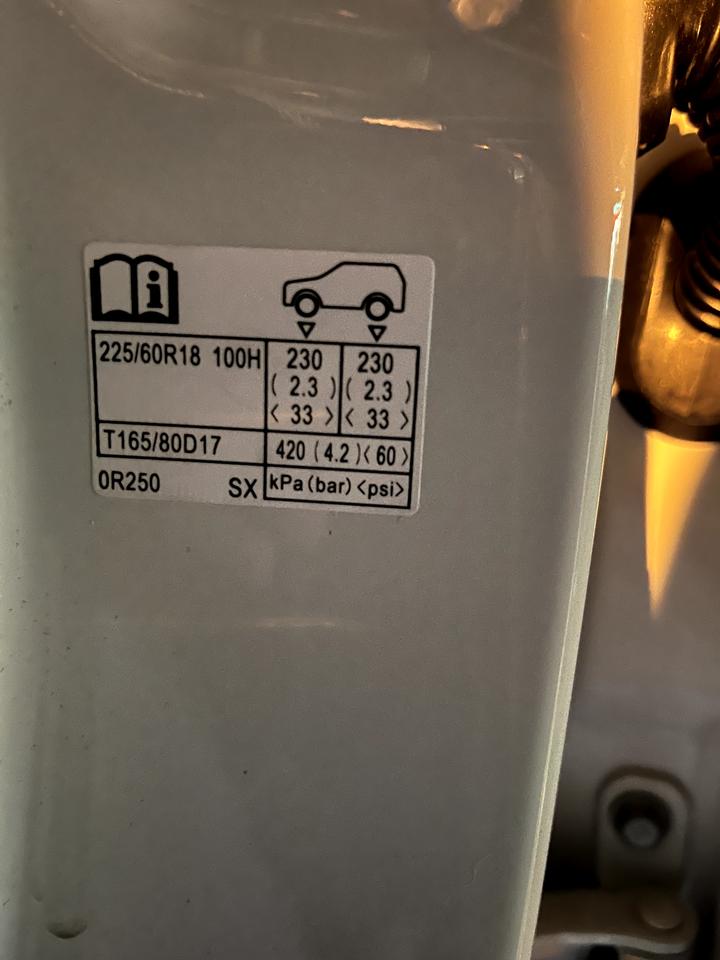 i
225/60R18 100H 230 230
( 2.3 ) ( 2.3 )
< 33 > < 33 >
T165/80D17 420 ( 4.2 )< 60 >
0R250 SX kPa (bar) <psi>